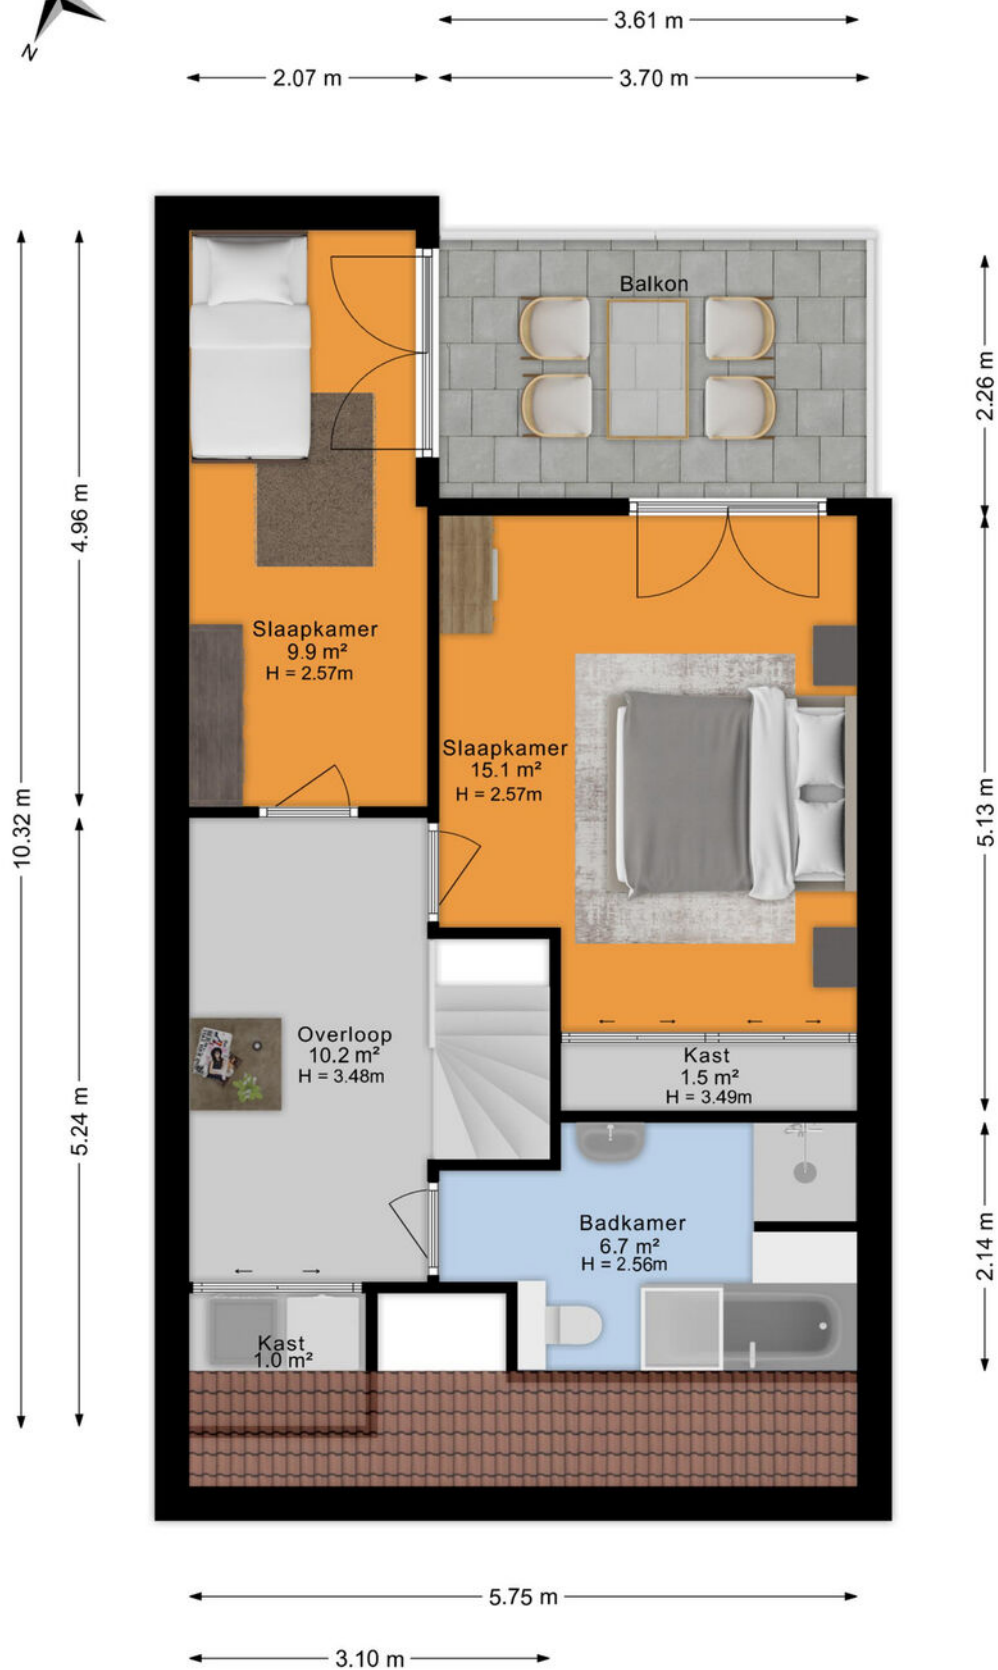 3.61 m
2.07 m
3.70 m
N
Balkon
2.26 m
4.96 m
Slaapkamer
9.9 m²
H = 2.57m
Slaapkamer
15.1 m²
H = 2.57m
10.32 m
5.13 m
Overloop
10.2 m²
H = 3.48m
Kast
1.5 m²
H = 3.49m
5.24 m
Badkamer
6.7 m²
H = 2.56m
2.14 m
Kast
1.0 m²
5.75 m
3.10 m